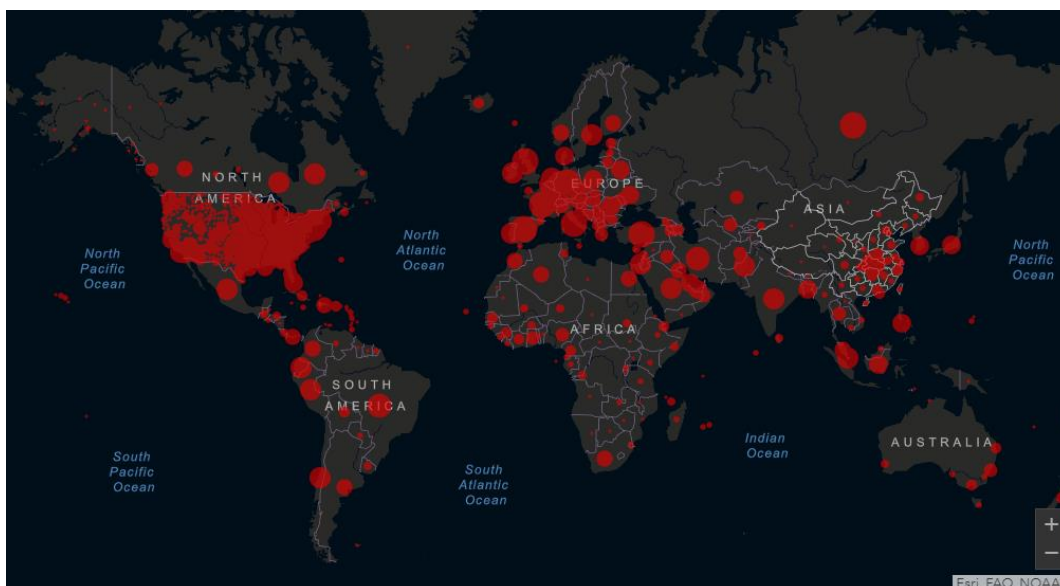 NORTH
AMERICA
EUROPE
ASIA
North
Pacific
Ocean
North
Atlantic
Ocean
North
Pacific
Ocean
AFRICA
SOUTH
AMERICA
South
Pacific
Ocean
South
Atlantic
Ocean
Indian
Ocean
AUSTRALIA
+
−
Esri, FAO, NOAA